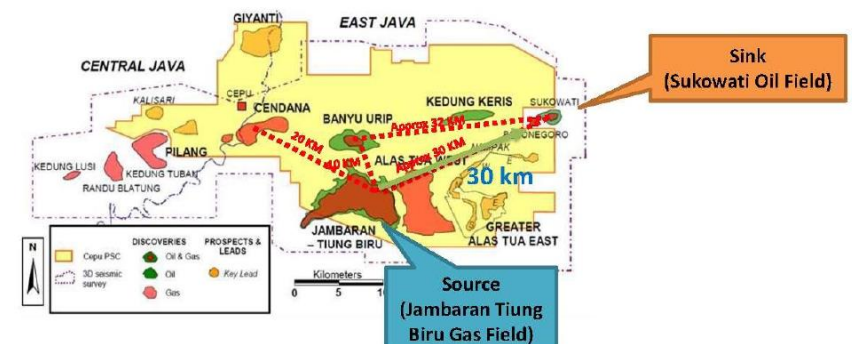 GIYANTI
EAST JAVA
CENTRAL JAVA
KALISARI
CEPU
CENDANA
BANYU URIP
KEDUNG KERIS
SUKOWATI
Approx 32 KM
20 KM
10 KM
Approx 30 KM
30 km
PILANG
ALAS TUA WEST
KEDUNG LUSI
KEDUNG TUBAN
RANDU BLATUNG
JAMBARAN
– TIUNG BIRU
GREATER
ALAS TUA EAST
Sink
(Sukowati Oil Field)
Source
(Jambaran Tiung
Biru Gas Field)
N
Cepu PSC
3D seismic
survey
DISCOVERIES
Oil & Gas
Oil
Gas
PROSPECTS &
LEADS
Key Lead
Kilometers
0 5 10